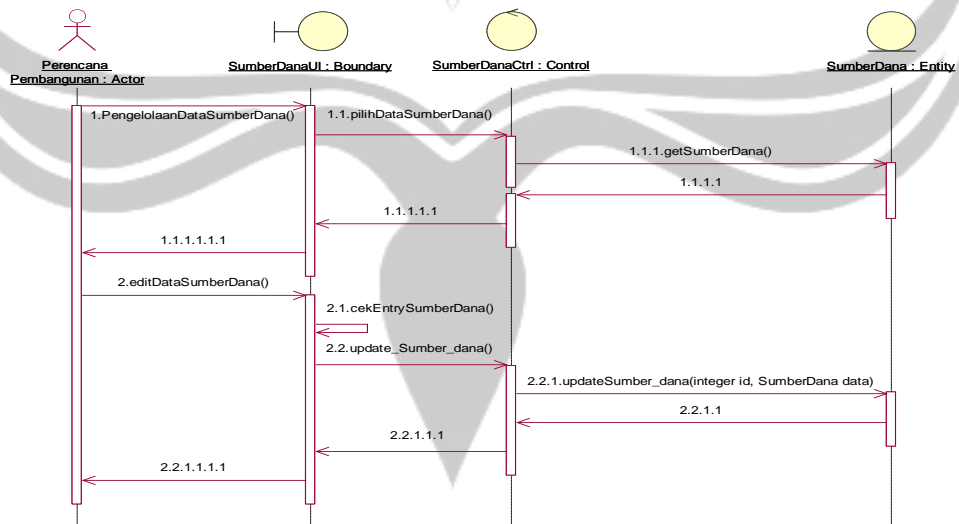 Perencana
Pembangunan : Actor
SumberDanaUI : Boundary
SumberDanaCtrl : Control
SumberDana : Entity
1.PengelolaanDataSumberDana()
1.1.pilihDataSumberDana()
1.1.1.getSumberDana()
1.1.1.1
1.1.1.1.1
1.1.1.1.1.1
2.editDataSumberDana()
2.1.cekEntrySumberDana()
2.2.update_Sumber_dana()
2.2.1.updateSumber_dana(integer id, SumberDana data)
2.2.1.1
2.2.1.1.1
2.2.1.1.1.1